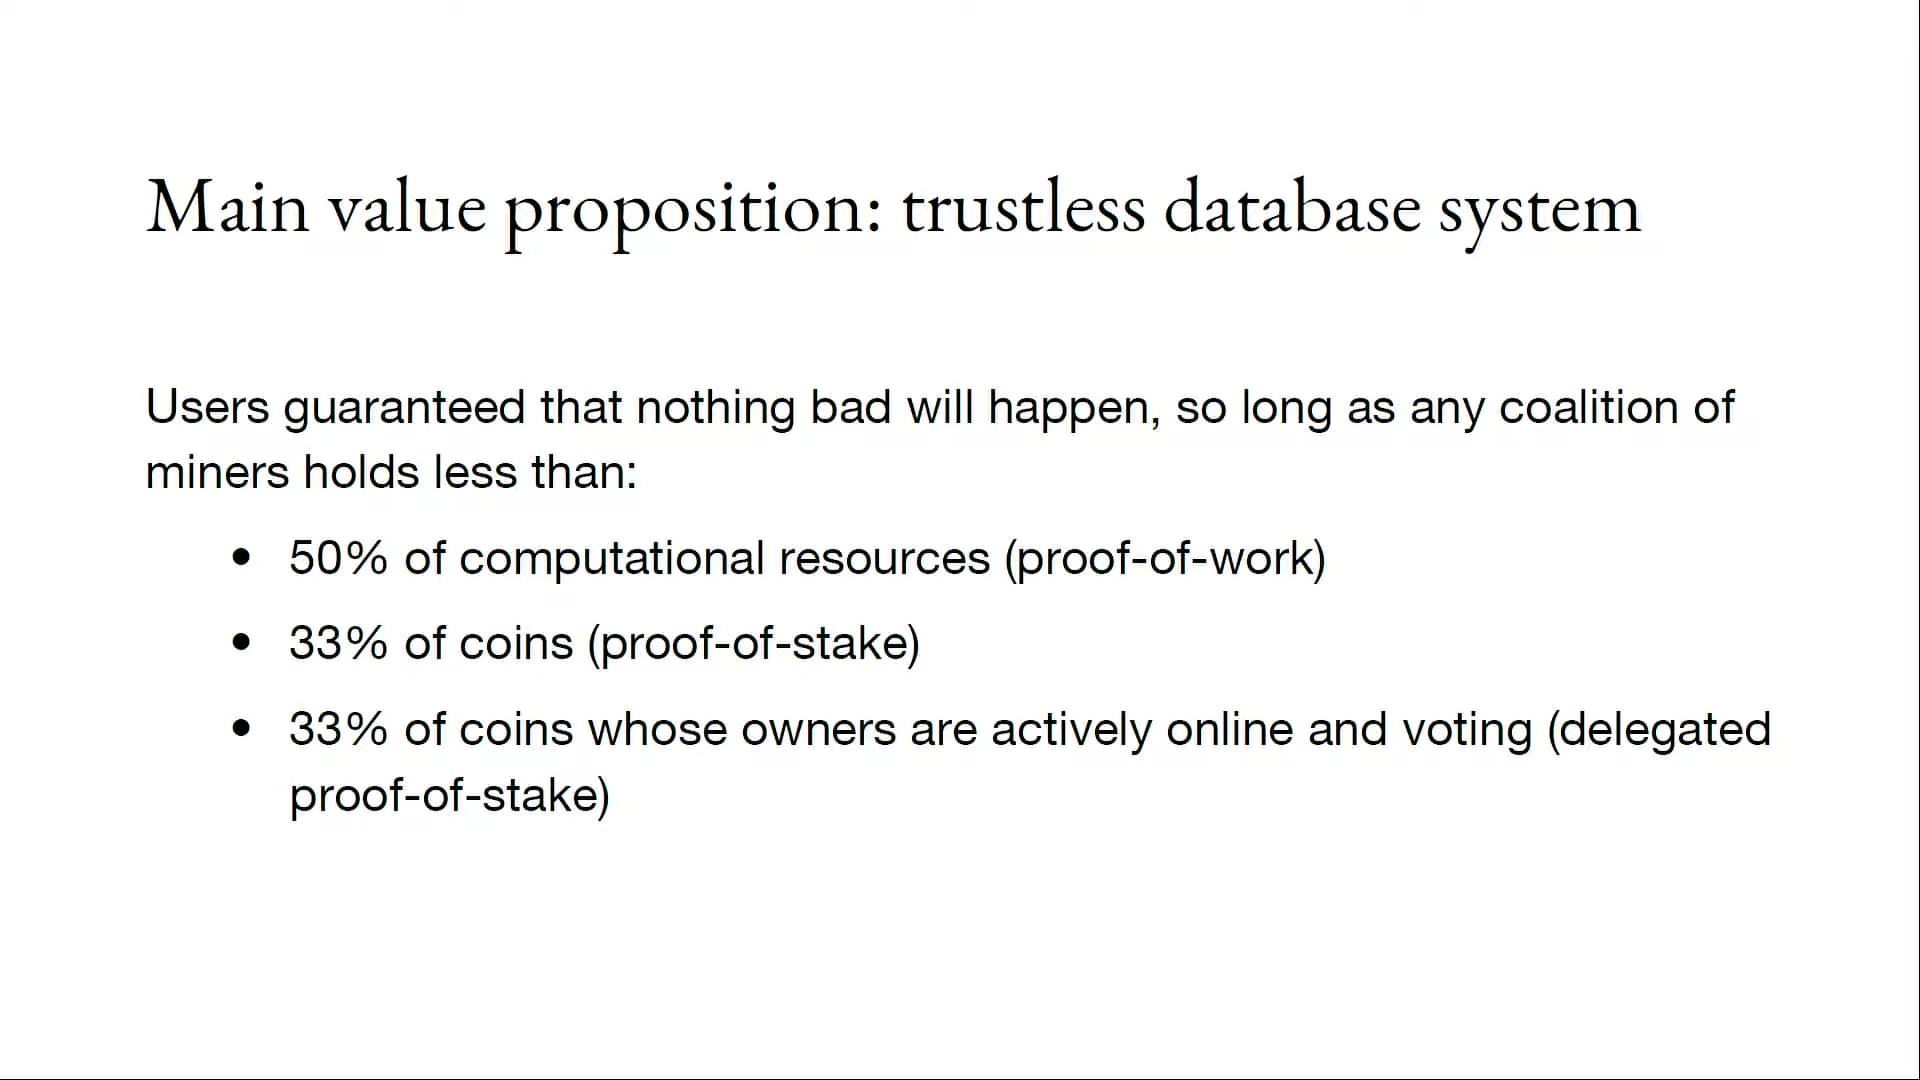 Main value proposition: trustless database system
Users guaranteed that nothing bad will happen, so long as any coalition of
miners holds less than:
• 50% of computational resources (proof-of-work)
• 33% of coins (proof-of-stake)
• 33% of coins whose owners are actively online and voting (delegated
proof-of-stake)